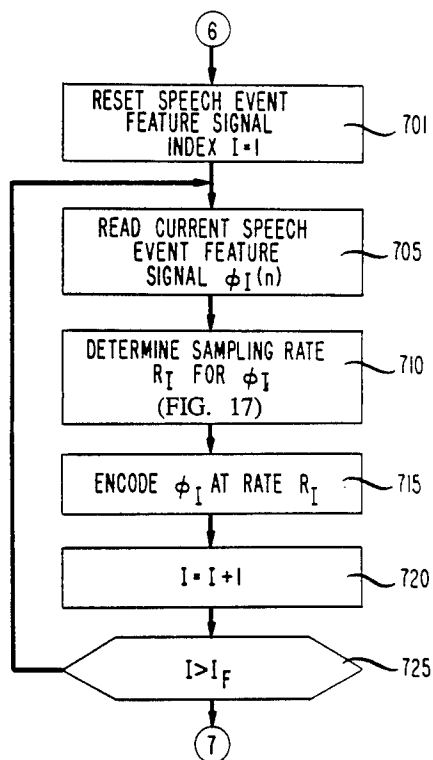 6
RESET SPEECH EVENT
FEATURE SIGNAL
INDEX I=1
701
READ CURRENT SPEECH
EVENT FEATURE
SIGNAL ϕI(n)
705
DETERMINE SAMPLING RATE
RI FOR ϕI
(FIG. 17)
710
ENCODE ϕI AT RATE RI
715
I=I+1
720
I>IF
725
7